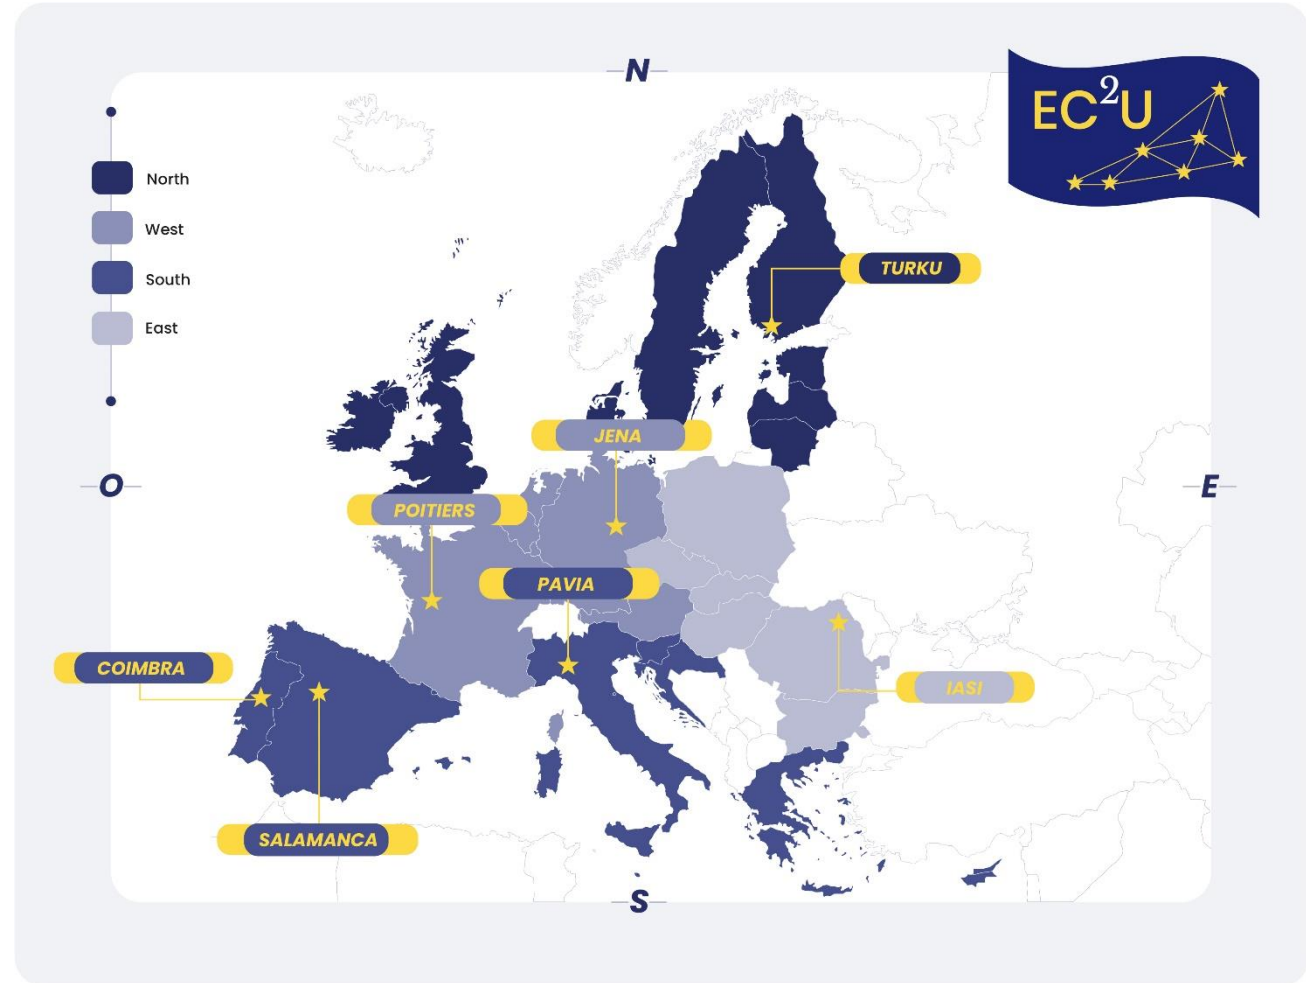 N
EC²U
North
West
South
East
TURKU
JENA
O
E
POITIERS
PAVIA
COIMBRA
IASI
SALAMANCA
S